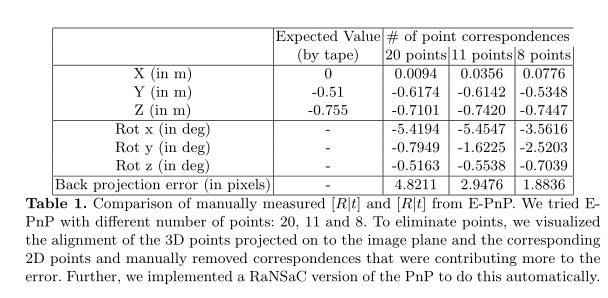 Expected Value # of point correspondences
(by tape) 20 points 11 points 8 points
X (in m) 0 0.0094 0.0356 0.0776
Y (in m) -0.51 -0.6174 -0.6142 -0.5348
Z (in m) -0.755 -0.7101 -0.7420 -0.7447
Rot x (in deg) - -5.4194 -5.4547 -3.5616
Rot y (in deg) - -0.7949 -1.6225 -2.5203
Rot z (in deg) - -0.5163 -0.5538 -0.7039
Back projection error (in pixels) - 4.8211 2.9476 1.8836
Table 1. Comparison of manually measured [R|t] and [R|t] from E-PnP. We tried E-
PnP with different number of points: 20, 11 and 8. To eliminate points, we visualized
the alignment of the 3D points projected on to the image plane and the corresponding
2D points and manually removed correspondences that were contributing more to the
error. Further, we implemented a RaNSaC version of the PnP to do this automatically.